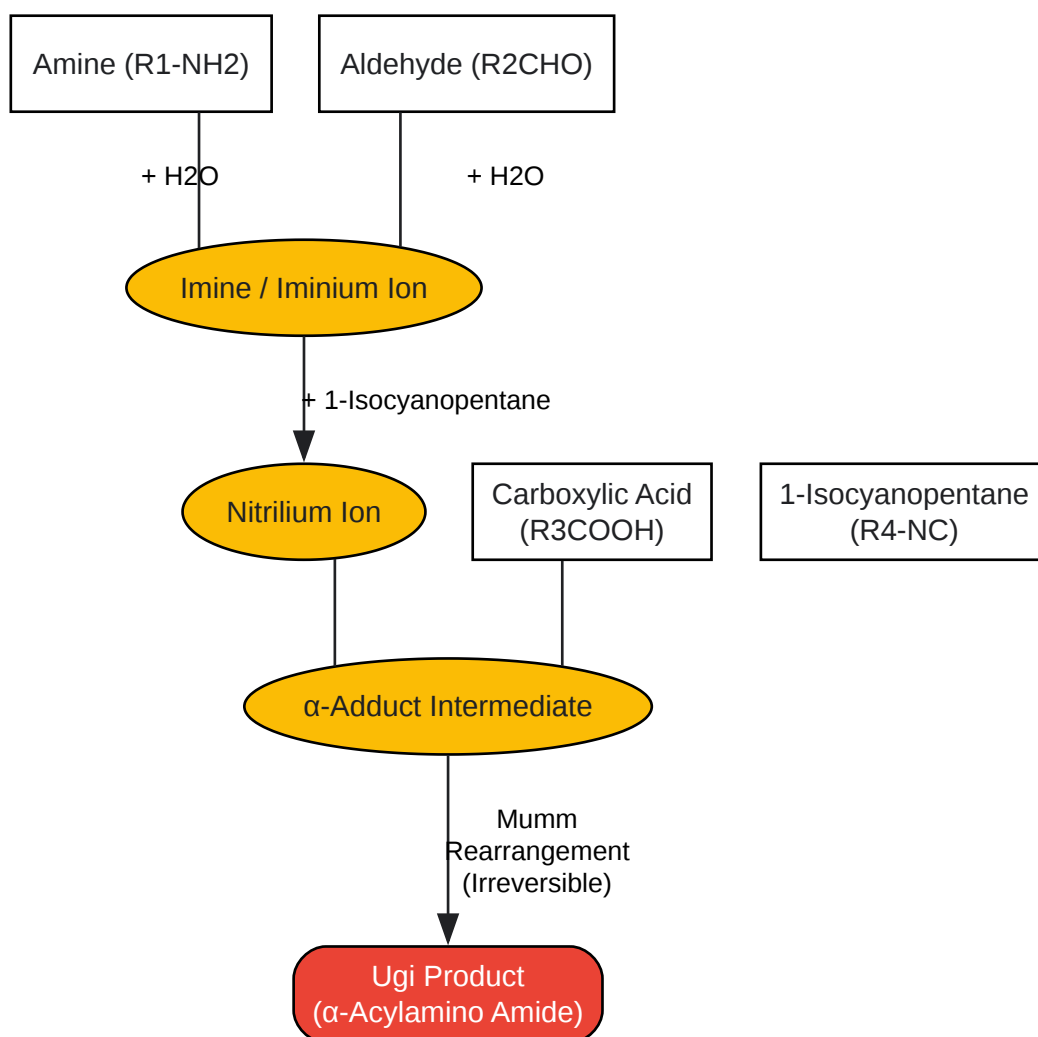 Amine (R1-NH2)
Aldehyde (R2CHO)
+ H2O
+ H2O
Imine / Iminium Ion
+ 1-Isocyanopentane
Nitrilium Ion
Carboxylic Acid
(R3COOH)
1-Isocyanopentane
(R4-NC)
α-Adduct Intermediate
Mumm
Rearrangement
(Irreversible)
Ugi Product
(α-Acylamino Amide)